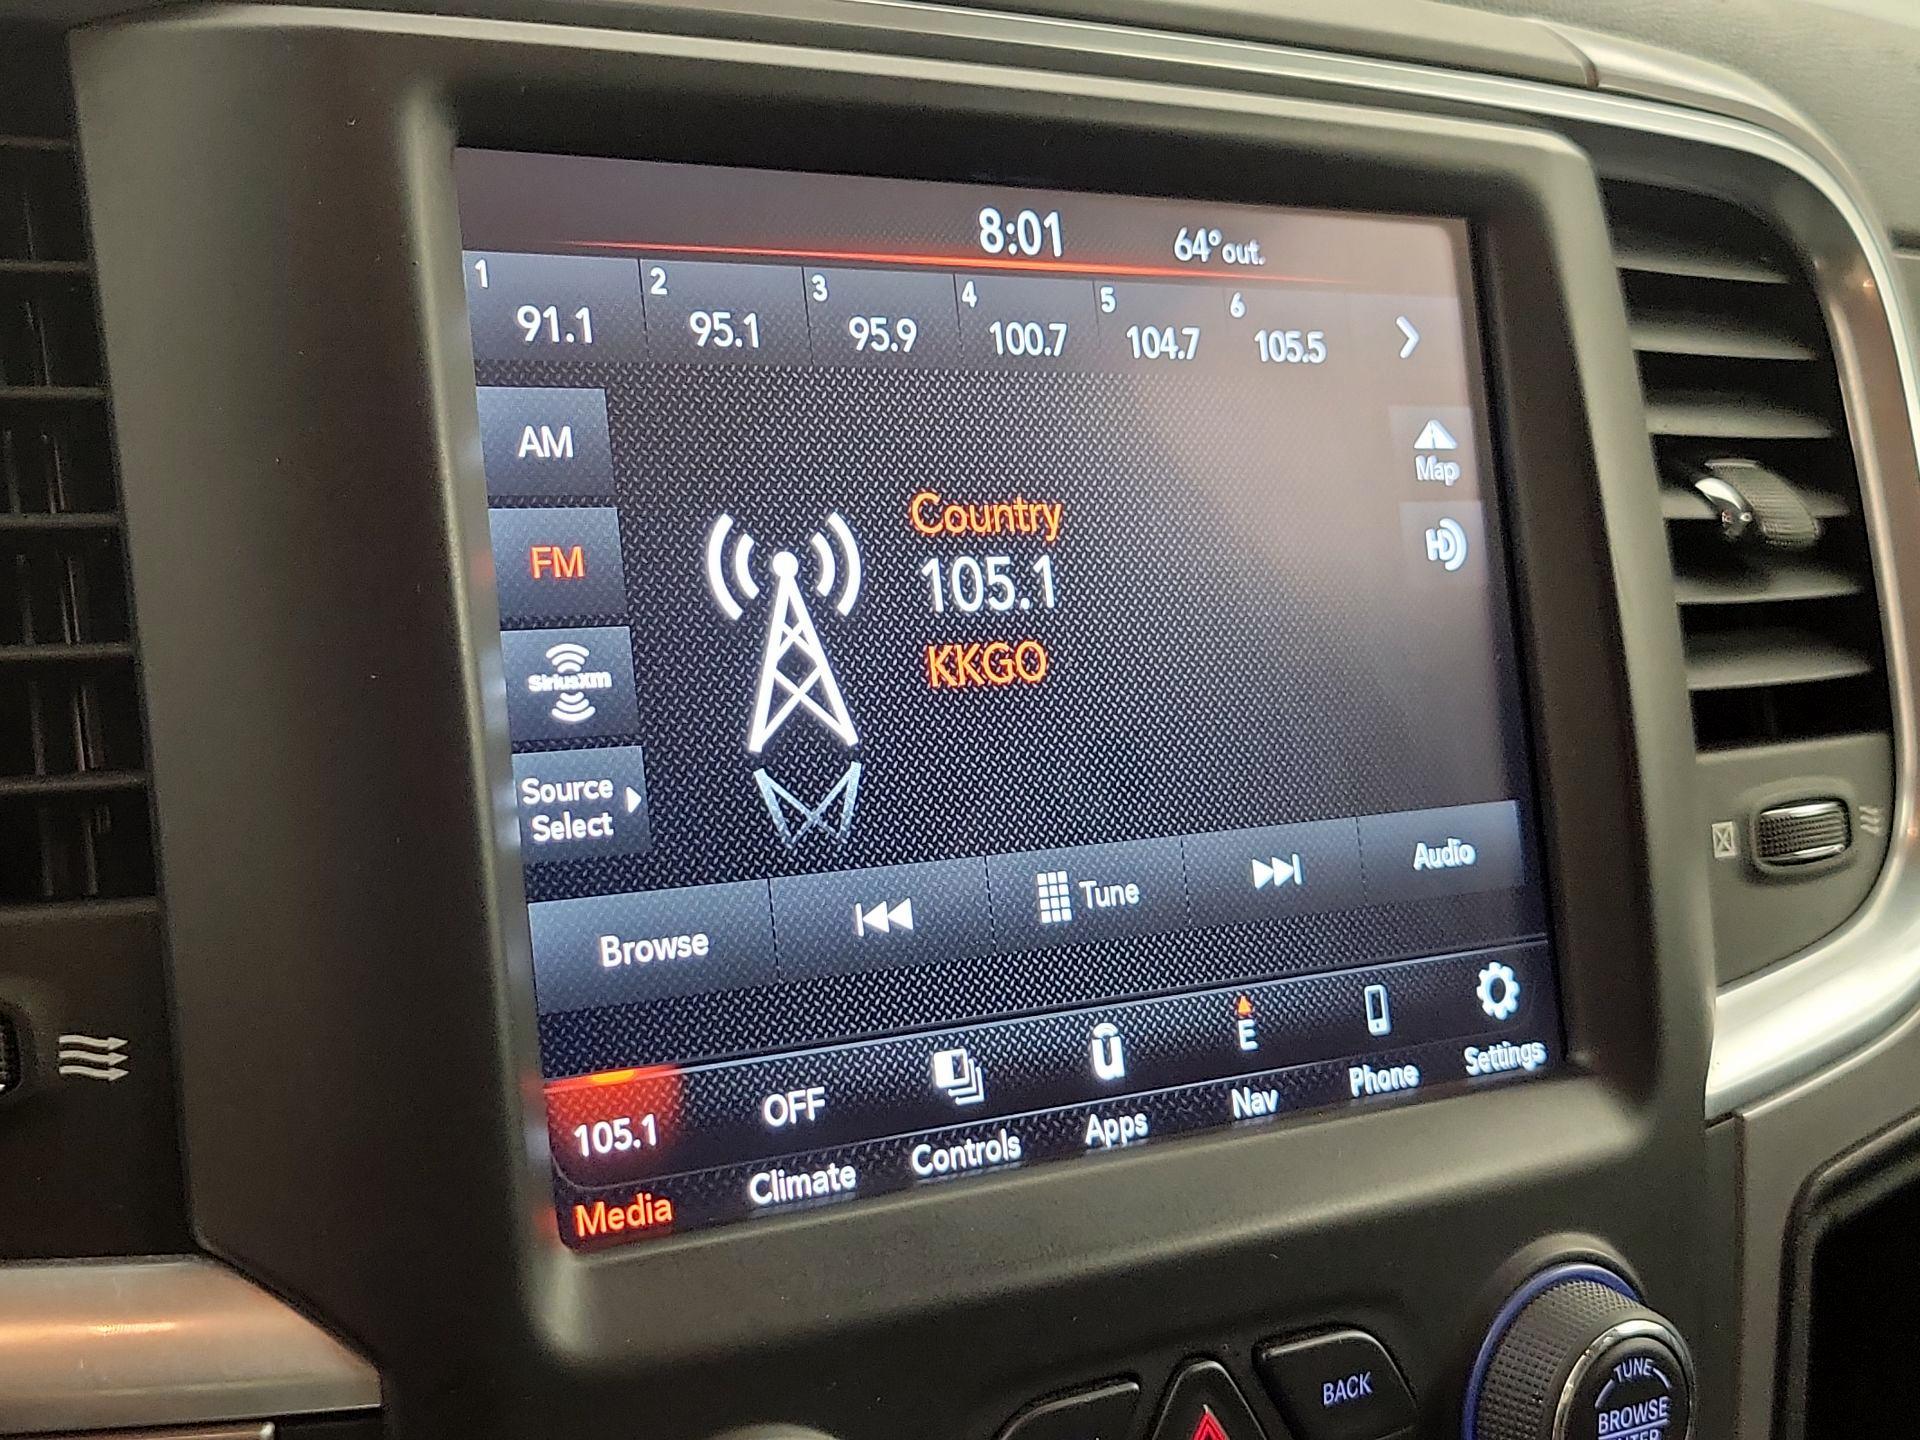 8:01 64° out.
1 91.1 2 95.1 3 95.9 4 100.7 5 104.7 6 105.5
AM
FM
SiriusXM
Source
Select
Country
105.1
KKGO
Map
HD
Browse Tune Audio
105.1 OFF E
Media Climate Controls Apps Nav Phone Settings
BACK
TUNE
BROWSE